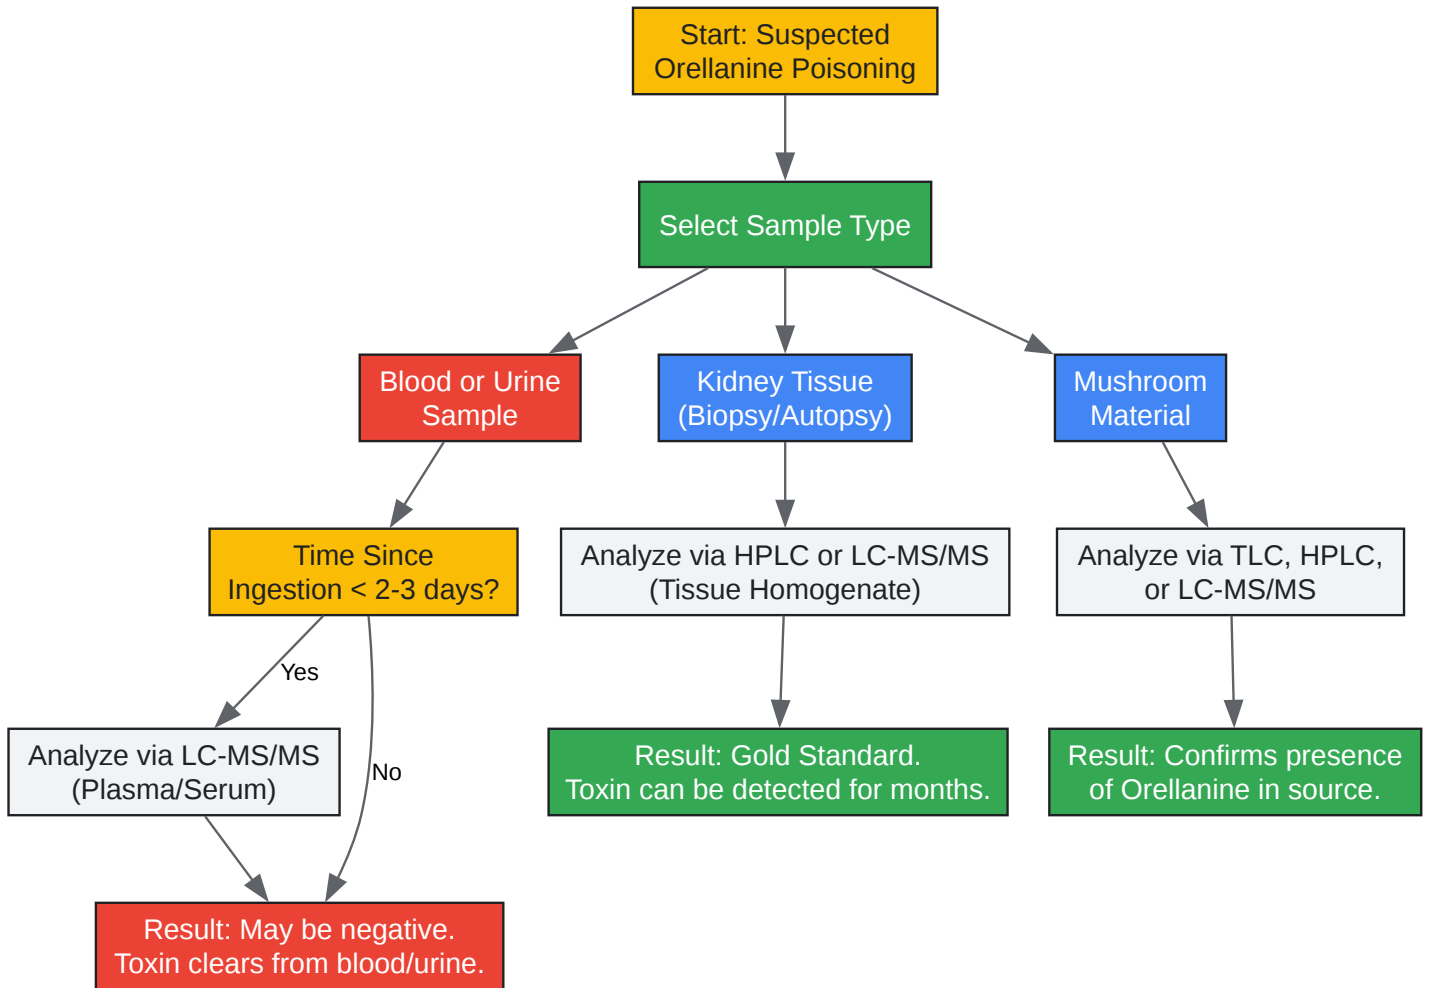 Start: Suspected
Orellanine Poisoning
Select Sample Type
Blood or Urine
Sample
Kidney Tissue
(Biopsy/Autopsy)
Mushroom
Material
Time Since
Ingestion < 2-3 days?
Analyze via HPLC or LC-MS/MS
(Tissue Homogenate)
Analyze via TLC, HPLC,
or LC-MS/MS
Yes
No
Analyze via LC-MS/MS
(Plasma/Serum)
Result: Gold Standard.
Toxin can be detected for months.
Result: Confirms presence
of Orellanine in source.
Result: May be negative.
Toxin clears from blood/urine.